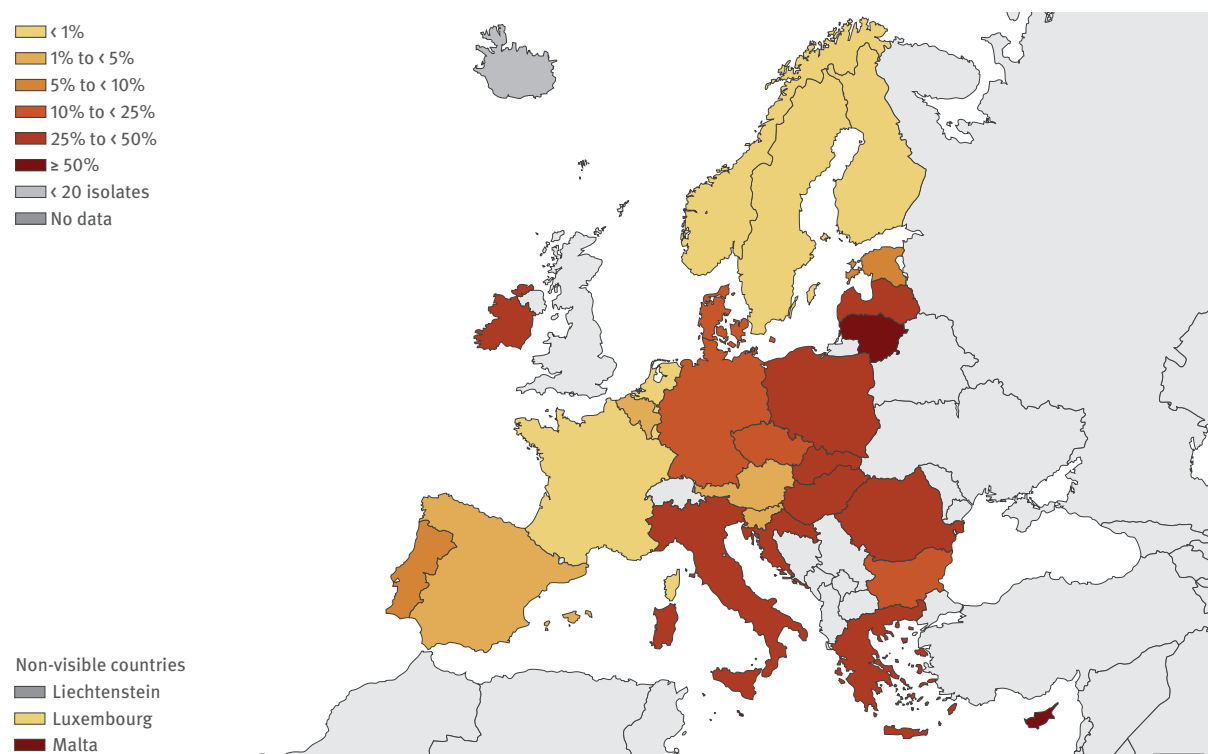 < 1%
1% to < 5%
5% to < 10%
10% to < 25%
25% to < 50%
≥ 50%
< 20 isolates
No data
Non-visible countries
Liechtenstein
Luxembourg
Malta